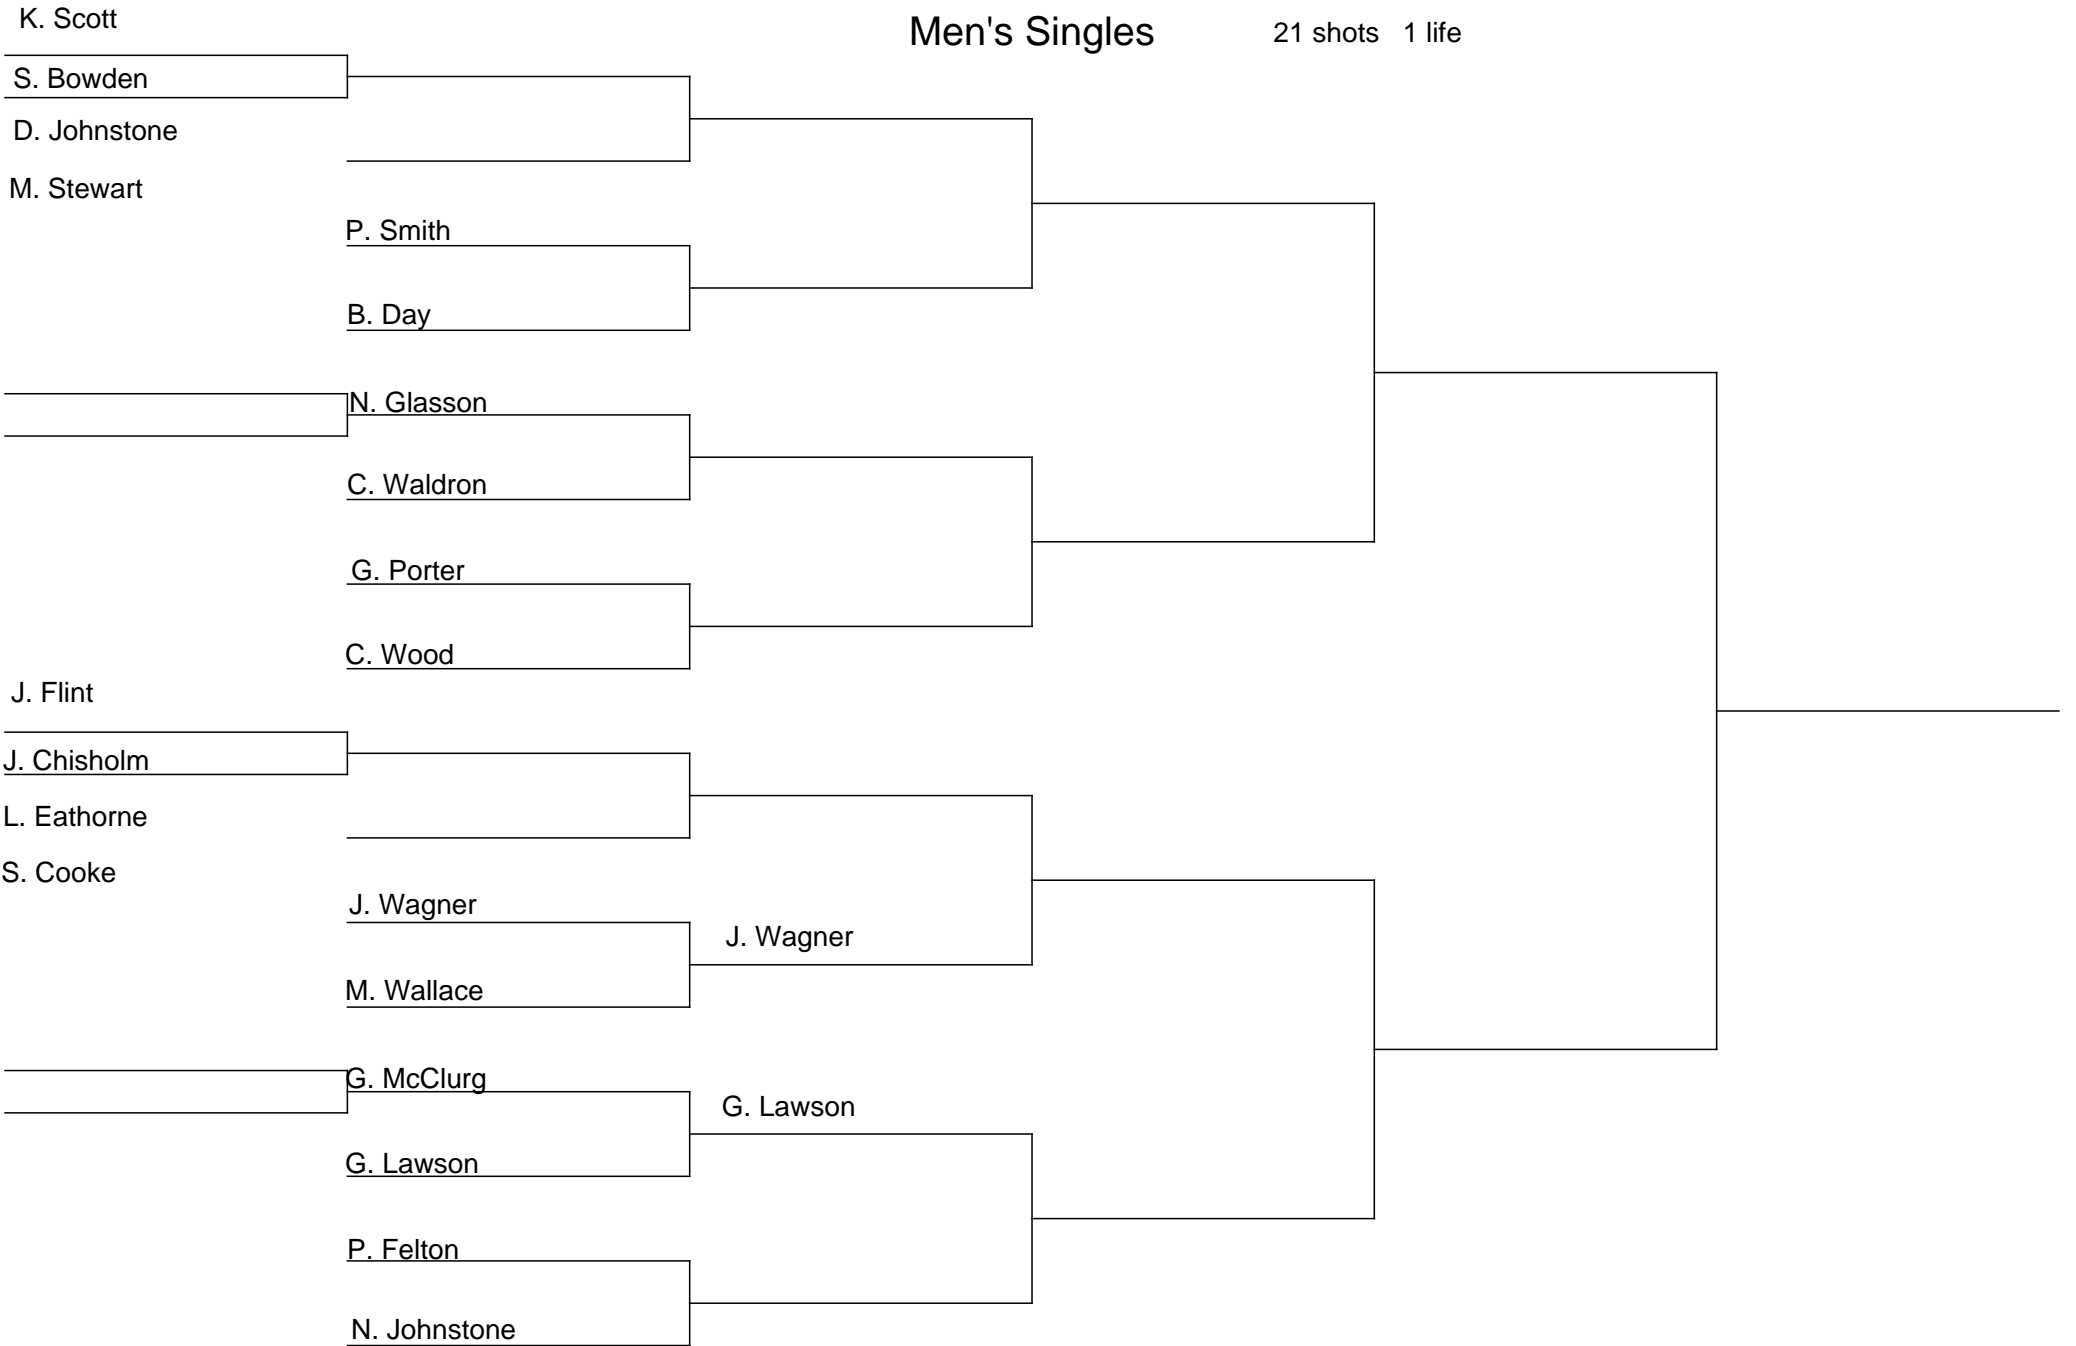 K. Scott
Men's Singles
21 shots 1 life
S. Bowden
D. Johnstone
M. Stewart
P. Smith
B. Day
N. Glasson
C. Waldron
G. Porter
C. Wood
J. Flint
J. Chisholm
L. Eathorne
S. Cooke
J. Wagner
J. Wagner
M. Wallace
G. McClurg
G. Lawson
G. Lawson
P. Felton
N. Johnstone